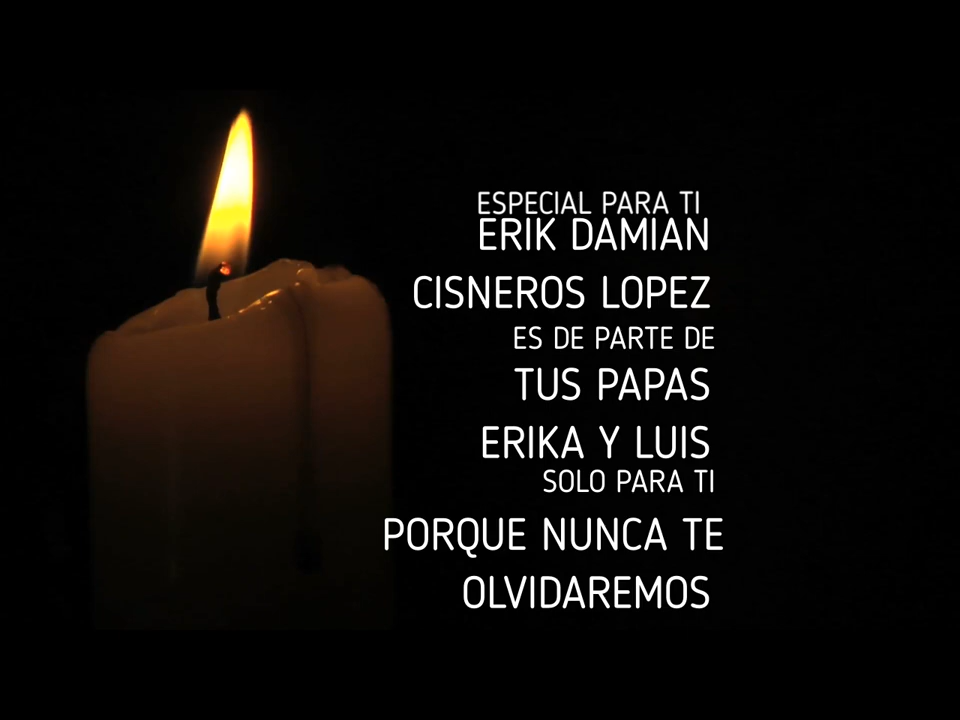 ESPECIAL PARA TI
ERIK DAMIAN
CISNEROS LOPEZ
ES DE PARTE DE
TUS PAPAS
ERIKA Y LUIS
SOLO PARA TI
PORQUE NUNCA TE
OLVIDAREMOS